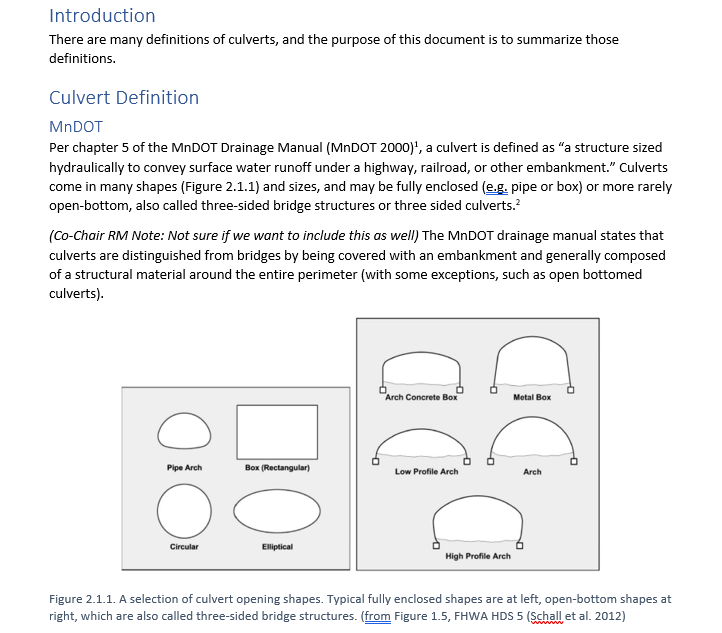 Introduction
There are many definitions of culverts, and the purpose of this document is to summarize those
definitions.
Culvert Definition
MnDOT
Per chapter 5 of the MnDOT Drainage Manual (MnDOT 2000)¹, a culvert is defined as “a structure sized
hydraulically to convey surface water runoff under a highway, railroad, or other embankment.” Culverts
come in many shapes (Figure 2.1.1) and sizes, and may be fully enclosed (e.g. pipe or box) or more rarely
open-bottom, also called three-sided bridge structures or three sided culverts.²
(Co-Chair RM Note: Not sure if we want to include this as well) The MnDOT drainage manual states that
culverts are distinguished from bridges by being covered with an embankment and generally composed
of a structural material around the entire perimeter (with some exceptions, such as open bottomed
culverts).
Pipe Arch
Box (Rectangular)
Circular
Elliptical
Arch Concrete Box
Metal Box
Low Profile Arch
Arch
High Profile Arch
Figure 2.1.1. A selection of culvert opening shapes. Typical fully enclosed shapes are at left, open-bottom shapes at
right, which are also called three-sided bridge structures. (from Figure 1.5, FHWA HDS 5 (Schall et al. 2012)